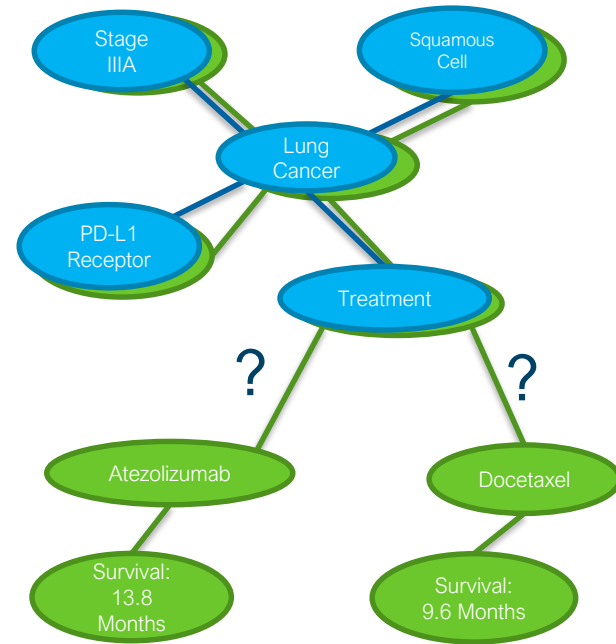 Stage
IIIA
Squamous
Cell
Lung
Cancer
PD-L1
Receptor
Treatment
?
?
Atezolizumab
Docetaxel
Survival:
13.8
Months
Survival:
9.6 Months